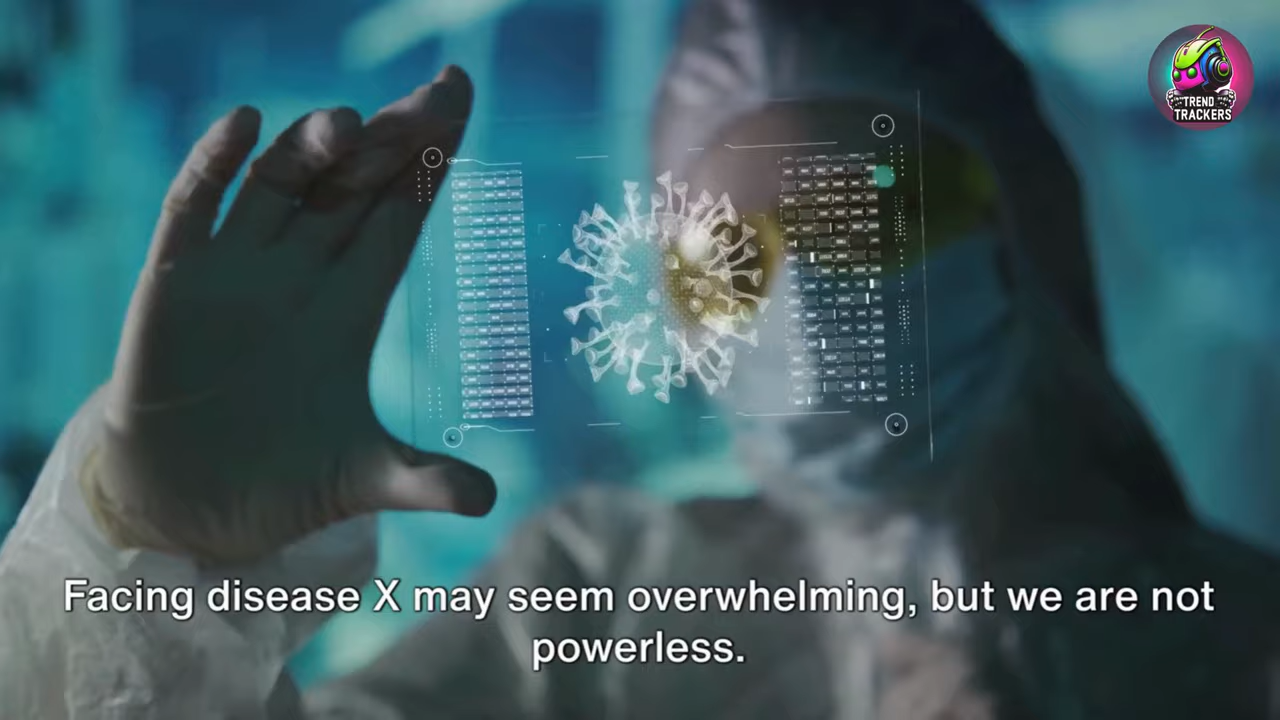 TREND
TRACKERS
Facing disease X may seem overwhelming, but we are not
powerless.